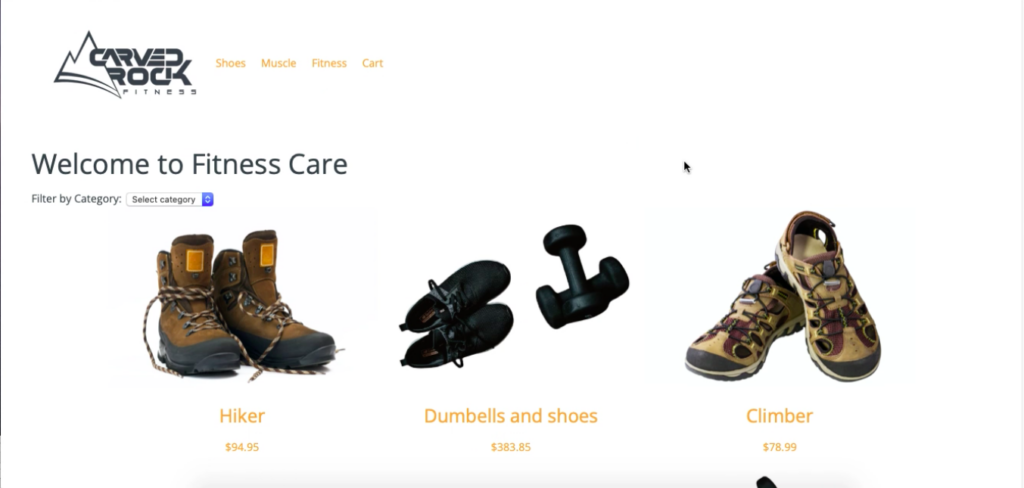 CARVED
ROCK
FITNESS
Shoes Muscle Fitness Cart
Welcome to Fitness Care
Filter by Category: Select category
Hiker
Dumbells and shoes
Climber
$94.95
$383.85
$78.99